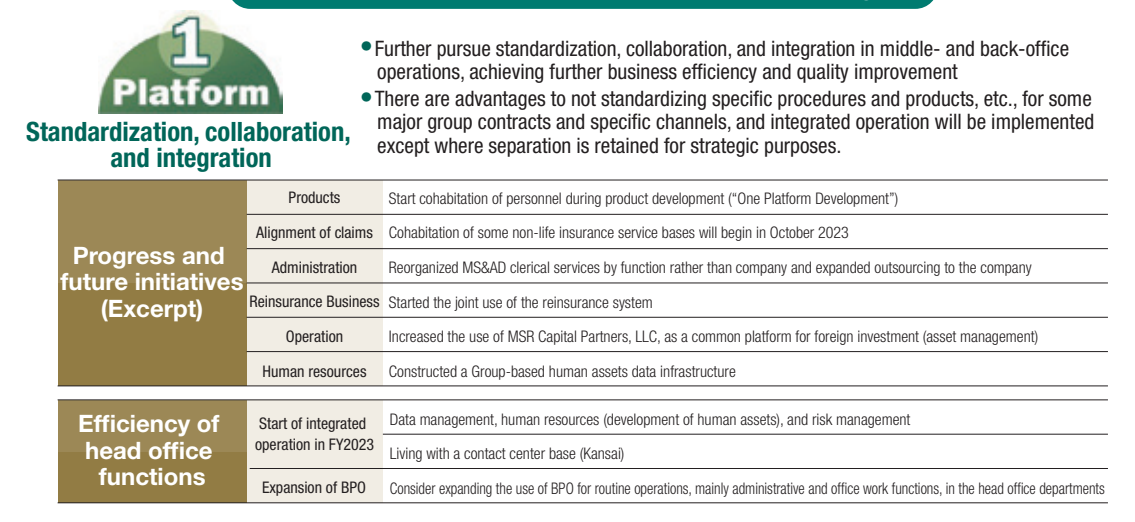 1
Platform
Standardization, collaboration,
and integration
●Further pursue standardization, collaboration, and integration in middle- and back-office
operations, achieving further business efficiency and quality improvement
●There are advantages to not standardizing specific procedures and products, etc., for some
major group contracts and specific channels, and integrated operation will be implemented
except where separation is retained for strategic purposes.
Progress and
future initiatives
(Excerpt)
Products
Start cohabitation of personnel during product development (“One Platform Development”)
Alignment of claims
Cohabitation of some non-life insurance service bases will begin in October 2023
Administration
Reorganized MS&AD clerical services by function rather than company and expanded outsourcing to the company
Reinsurance Business
Started the joint use of the reinsurance system
Operation
Increased the use of MSR Capital Partners, LLC, as a common platform for foreign investment (asset management)
Human resources
Constructed a Group-based human assets data infrastructure
Efficiency of
head office
functions
Start of integrated
operation in FY2023
Data management, human resources (development of human assets), and risk management
Living with a contact center base (Kansai)
Expansion of BPO
Consider expanding the use of BPO for routine operations, mainly administrative and office work functions, in the head office departments